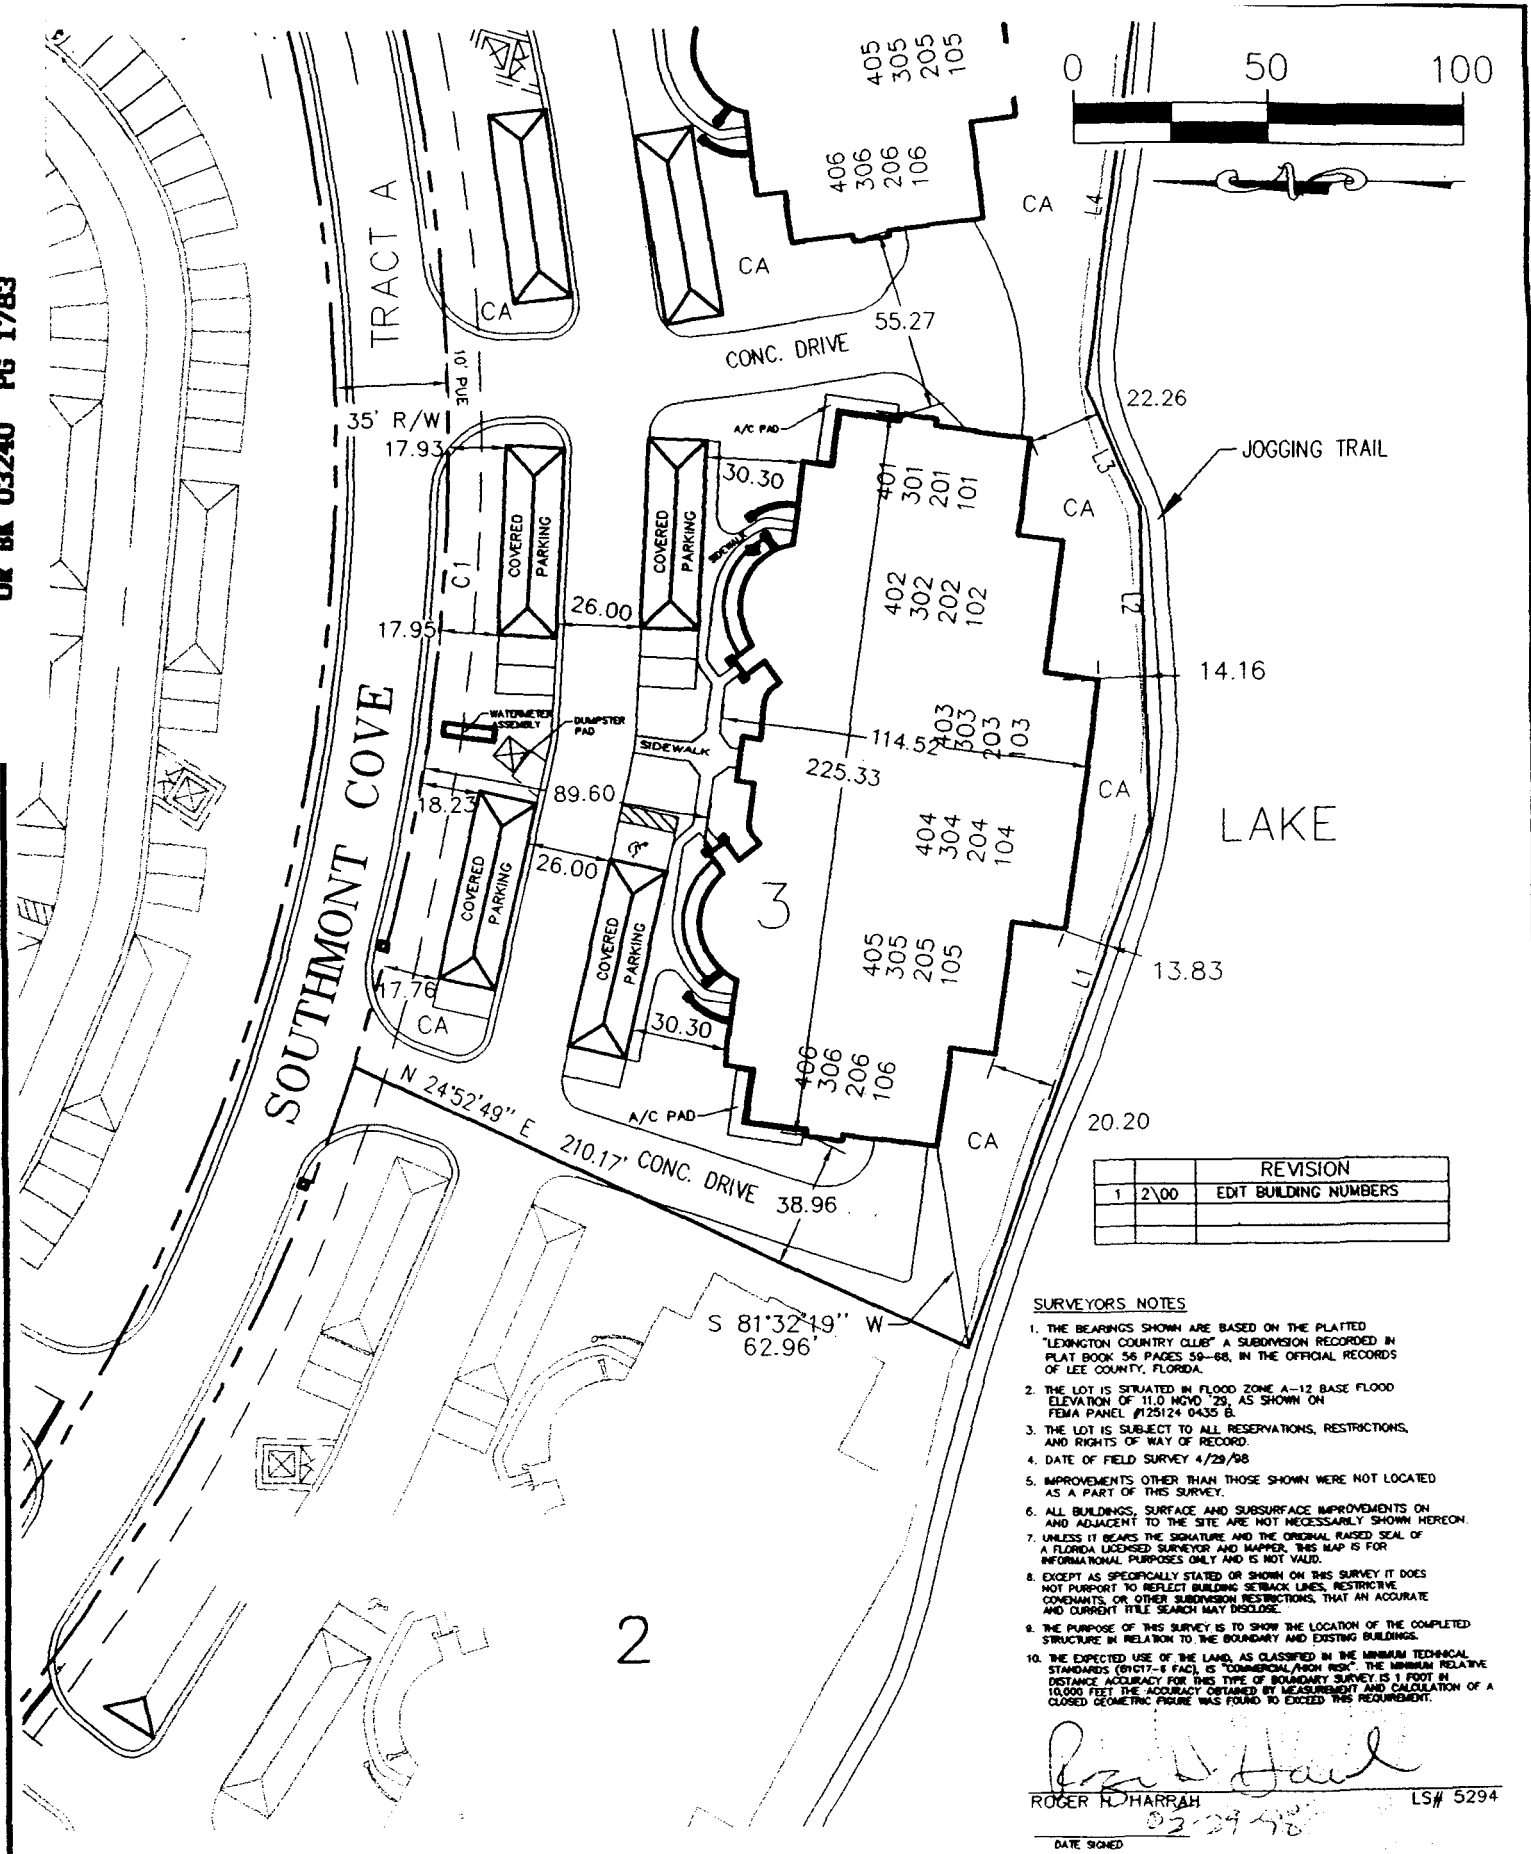 OR BK 03240 PG 1783
0 50 100
405
305
205
105
406
306
206
106
CA
L4
TRACT A
CA
CA
55.27
CONC. DRIVE
10' PUE
35' R/W
22.26
JOGGING TRAIL
17.93
A/C PAD
30.30
401
301
201
101
L3
CA
COVERED
PARKING
COVERED
PARKING
SIDEWALK
C1
402
302
202
102
L2
26.00
17.95
14.16
WATERMETER
ASSEMBLY
DUMPSTER
PAD
SIDEWALK
114.52
403
303
203
103
225.33
CA
LAKE
18.23
89.60
404
304
204
104
26.00
COVERED
PARKING
COVERED
PARKING
3
405
305
205
105
SOUTHMONT COVE
13.83
L1
17.76
CA
30.30
406
306
206
106
N 24°52'49" E 210.17'
A/C PAD
CA
20.20
CONC. DRIVE
38.96
REVISION
1 2\00 EDIT BUILDING NUMBERS
S 81°32'19" W
62.96'
2
SURVEYORS NOTES
1. THE BEARINGS SHOWN ARE BASED ON THE PLATTED
"LEXINGTON COUNTRY CLUB" A SUBDIVISION RECORDED IN
PLAT BOOK 56 PAGES 59-68, IN THE OFFICIAL RECORDS
OF LEE COUNTY, FLORIDA.
2. THE LOT IS SITUATED IN FLOOD ZONE A-12 BASE FLOOD
ELEVATION OF 11.0 NGVD '29, AS SHOWN ON
FEMA PANEL #125124 0435 B.
3. THE LOT IS SUBJECT TO ALL RESERVATIONS, RESTRICTIONS,
AND RIGHTS OF WAY OF RECORD.
4. DATE OF FIELD SURVEY 4/29/98
5. IMPROVEMENTS OTHER THAN THOSE SHOWN WERE NOT LOCATED
AS A PART OF THIS SURVEY.
6. ALL BUILDINGS, SURFACE AND SUBSURFACE IMPROVEMENTS ON
AND ADJACENT TO THE SITE ARE NOT NECESSARILY SHOWN HEREON.
7. UNLESS IT BEARS THE SIGNATURE AND THE ORIGINAL RAISED SEAL OF
A FLORIDA LICENSED SURVEYOR AND MAPPER, THIS MAP IS FOR
INFORMATIONAL PURPOSES ONLY AND IS NOT VALID.
8. EXCEPT AS SPECIFICALLY STATED OR SHOWN ON THIS SURVEY IT DOES
NOT PURPORT TO REFLECT BUILDING SETBACK LINES, RESTRICTIVE
COVENANTS, OR OTHER SUBDIVISION RESTRICTIONS, THAT AN ACCURATE
AND CURRENT TITLE SEARCH MAY DISCLOSE.
9. THE PURPOSE OF THIS SURVEY IS TO SHOW THE LOCATION OF THE COMPLETED
STRUCTURE IN RELATION TO THE BOUNDARY AND EXISTING BUILDINGS.
10. THE EXPECTED USE OF THE LAND, AS CLASSIFIED IN THE MINIMUM TECHNICAL
STANDARDS (61G17-6 FAC), IS "COMMERCIAL/HIGH RISK". THE MINIMUM RELATIVE
DISTANCE ACCURACY FOR THIS TYPE OF BOUNDARY SURVEY IS 1 FOOT IN
10,000 FEET THE ACCURACY OBTAINED BY MEASUREMENT AND CALCULATION OF A
CLOSED GEOMETRIC FIGURE WAS FOUND TO EXCEED THIS REQUIREMENT.
ROGER H. HARRAH LS# 5294
DATE SIGNED